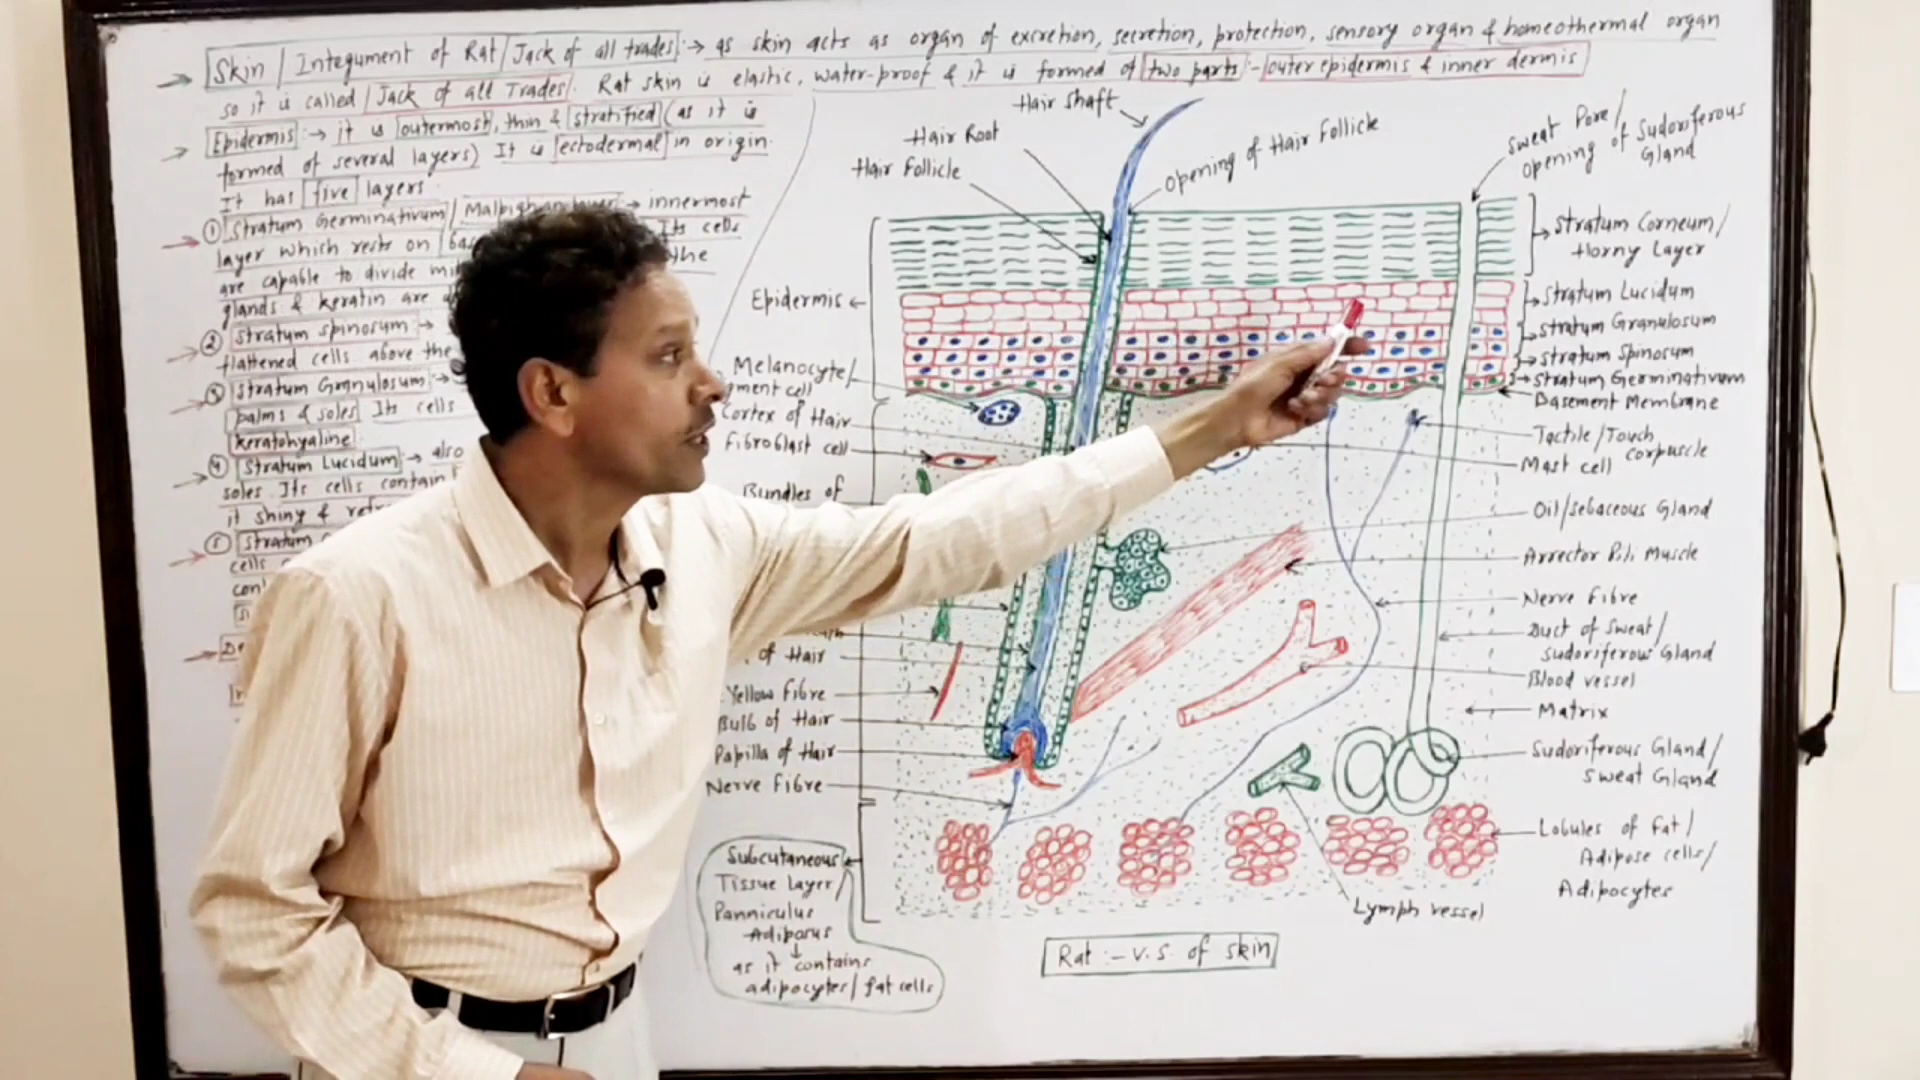 Skin / Integument of Rat / Jack of all trades :→ as skin acts as organ of excretion, secretion, protection, sensory organ & homeothermal organ
so it is called Jack of all Trades. Rat skin is elastic, water-proof & it is formed of two parts :- outer epidermis & inner dermis
Epidermis :→ it is outermost, thin & stratified (as it is
formed of several layers) It is ectodermal in origin.
It has five layers
① Stratum Germinativum / Malpighian layer → innermost
layer which rests on Its cells
are capable to divide the
glands & keratin are
② Stratum Spinosum →
flattened cells above the
③ Stratum Granulosum →
palms & soles Its cells
keratohyaline
④ Stratum Lucidum → also
soles. Its cells contain
it shiny &
⑤ Stratum
cells
Hair Shaft
Hair Root
Hair Follicle
Opening of Hair Follicle
Sweat Pore /
opening of Sudoriferous
Gland
Epidermis
Melanocyte /
Cortex of Hair
Fibroblast cell
Bundles of
of Hair
Yellow Fibre
Bulb of Hair
Papilla of Hair
Nerve Fibre
Subcutaneous
Tissue Layer /
Panniculus
Adiposus
↓
as it contains
adipocytes / fat cells
Stratum Corneum /
Horny Layer
Stratum Lucidum
Stratum Granulosum
Stratum Spinosum
Stratum Germinativum
Basement Membrane
Tactile / Touch
corpuscle
Mast cell
Oil / sebaceous Gland
Arrector Pili Muscle
Nerve Fibre
Duct of Sweat /
Sudoriferous Gland
Blood vessel
Matrix
Sudoriferous Gland /
Sweat Gland
Lobules of fat /
Adipose cells /
Adipocytes
Lymph vessel
Rat :- V.S. of skin